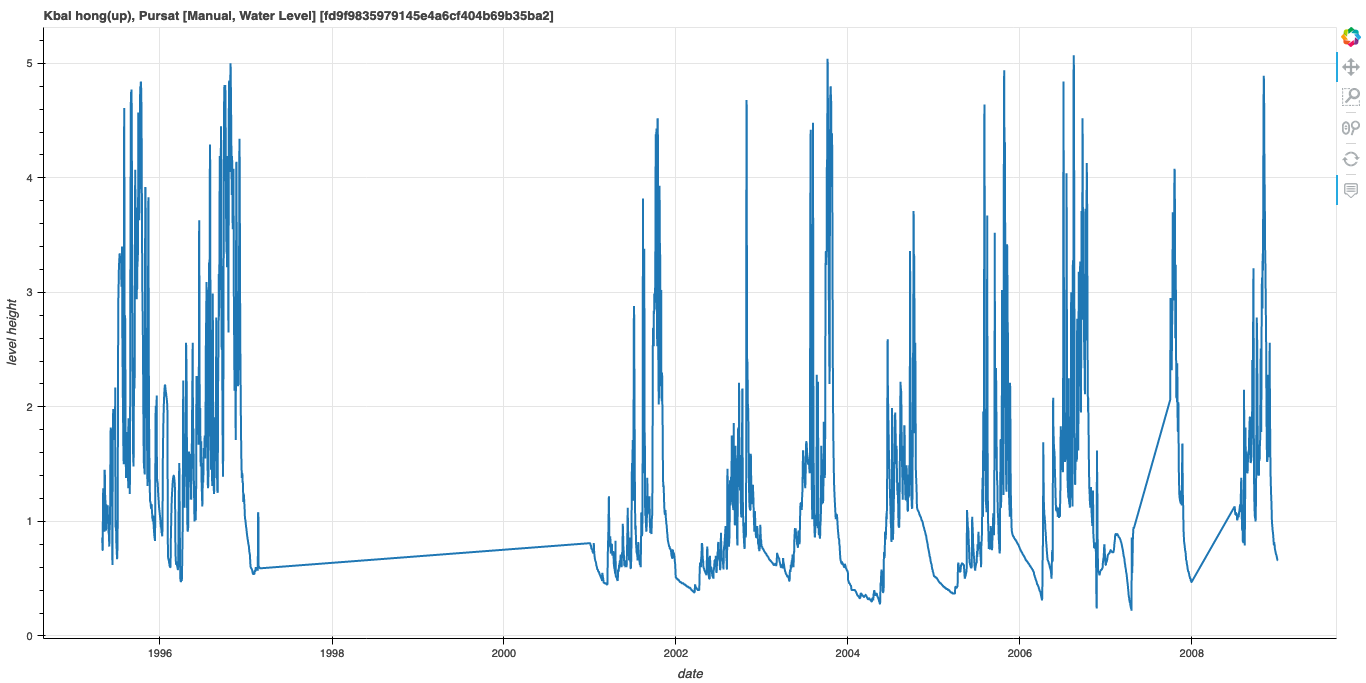 Kbal hong(up), Pursat [Manual, Water Level] [fd9f9835979145e4a6cf404b69b35ba2]
5
4
3
2
1
0
level height
1996 1998 2000 2002 2004 2006 2008
date